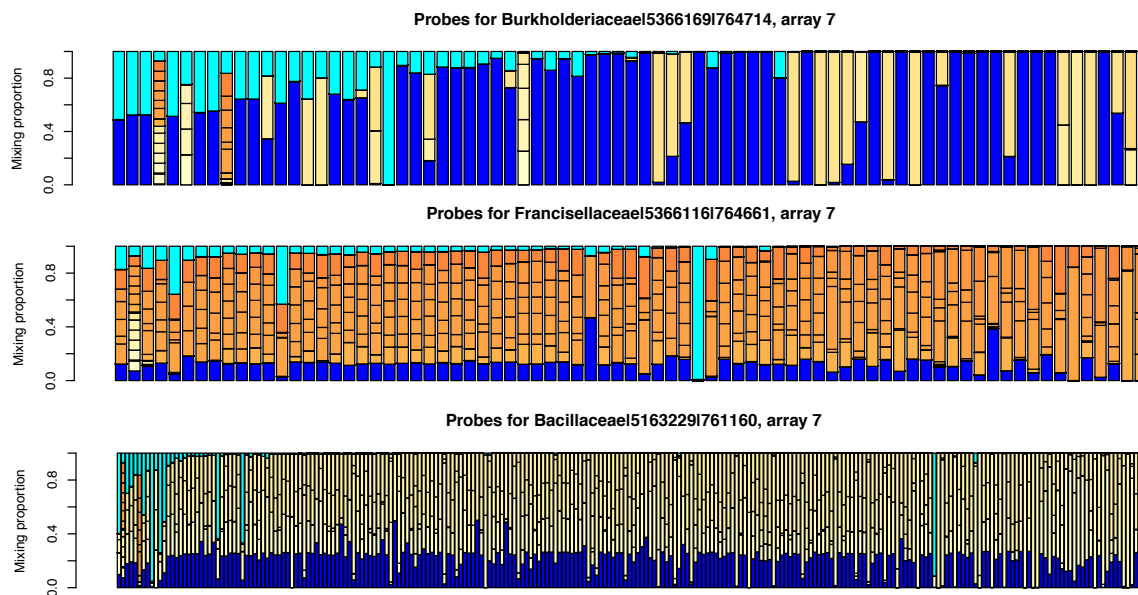 Probes for Burkholderiaceae|5366169|764714, array 7
Mixing proportion
0.0
0.4
0.8
Probes for Francisellaceae|5366116|764661, array 7
Mixing proportion
0.0
0.4
0.8
Probes for Bacillaceae|5163229|761160, array 7
Mixing proportion
0.0
0.4
0.8